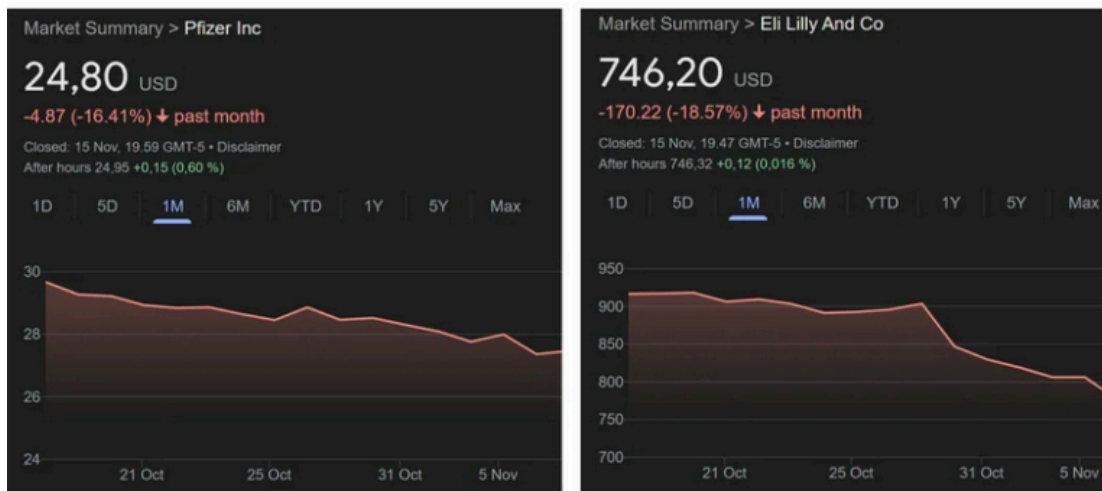 Market Summary > Pfizer Inc
24,80 USD
-4.87 (-16.41%) ↓ past month
Closed: 15 Nov, 19.59 GMT-5 • Disclaimer
After hours 24,95 +0,15 (0,60 %)
1D 5D 1M 6M YTD 1Y 5Y Max
30
28
26
24
21 Oct 25 Oct 31 Oct 5 Nov
Market Summary > Eli Lilly And Co
746,20 USD
-170.22 (-18.57%) ↓ past month
Closed: 15 Nov, 19.47 GMT-5 • Disclaimer
After hours 746,32 +0,12 (0,016 %)
1D 5D 1M 6M YTD 1Y 5Y Max
950
900
850
800
750
700
21 Oct 25 Oct 31 Oct 5 Nov